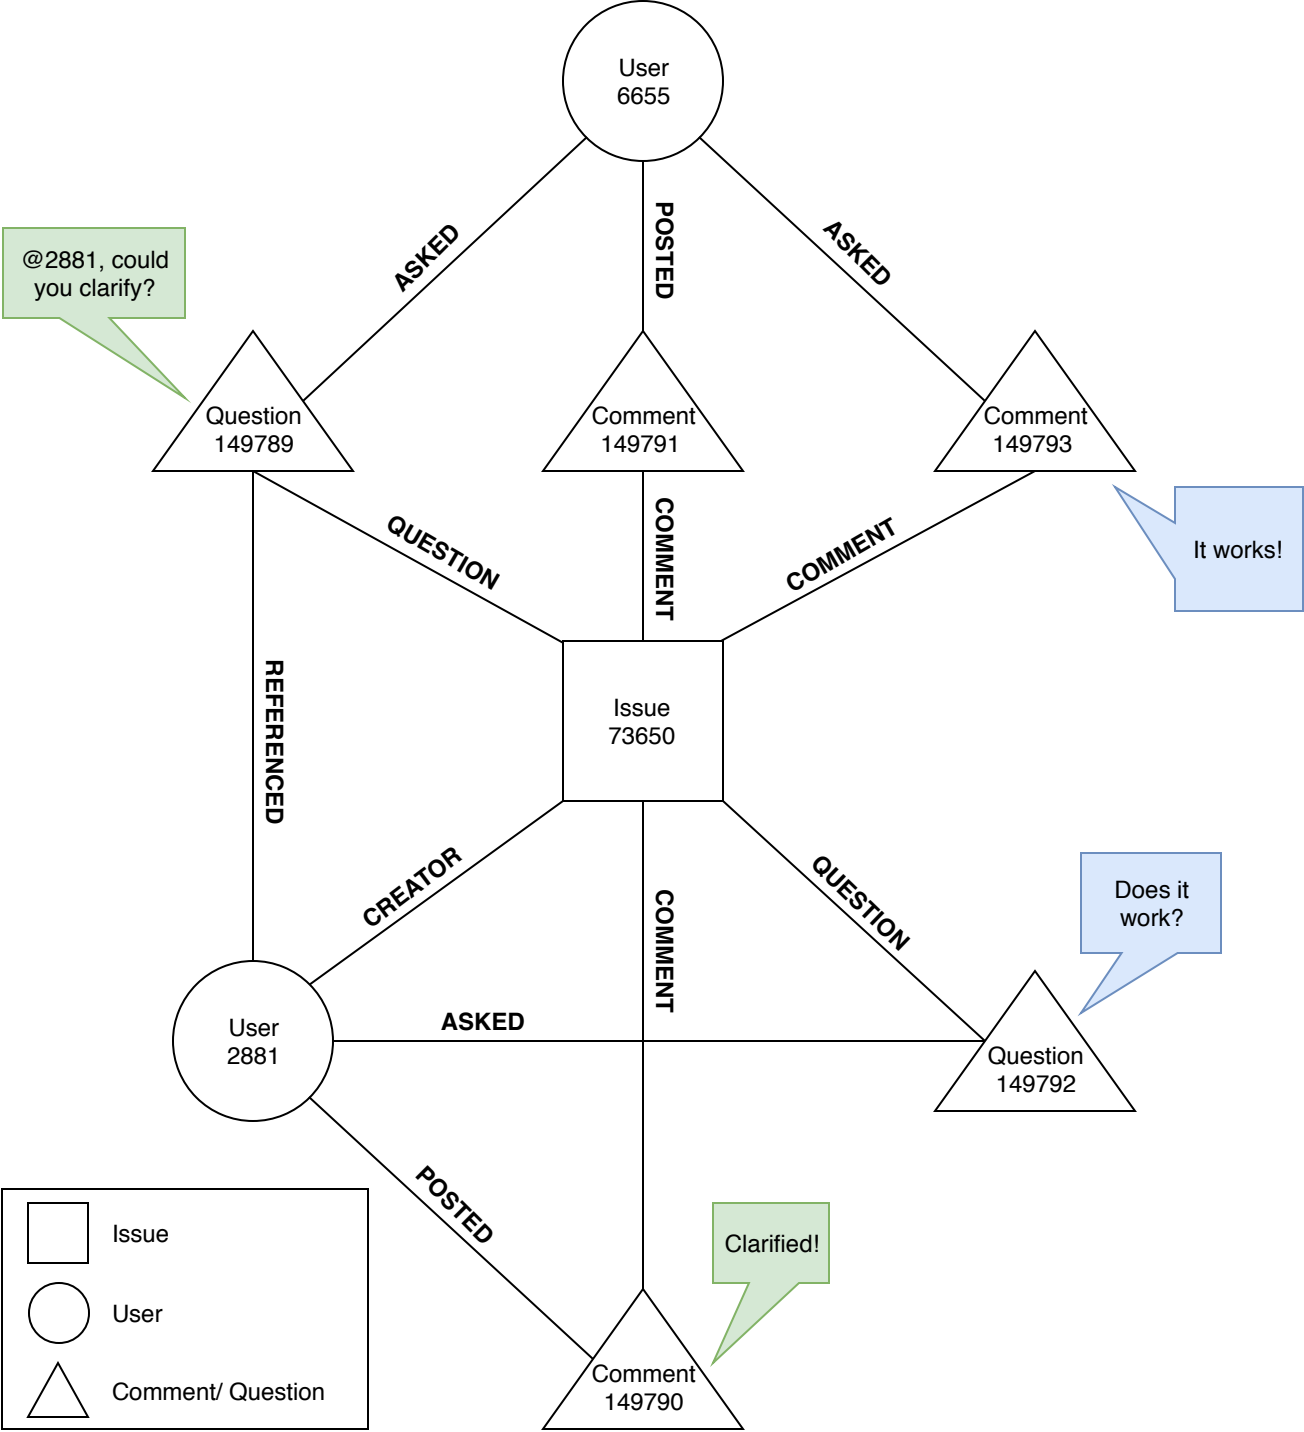 User
6655
ASKED
POSTED
ASKED
@2881, could
you clarify?
Question
149789
Comment
149791
Comment
149793
QUESTION
COMMENT
COMMENT
It works!
REFERENCED
Issue
73650
CREATOR
COMMENT
QUESTION
Does it
work?
User
2881
ASKED
Question
149792
POSTED
Clarified!
Comment
149790
Issue
User
Comment/ Question